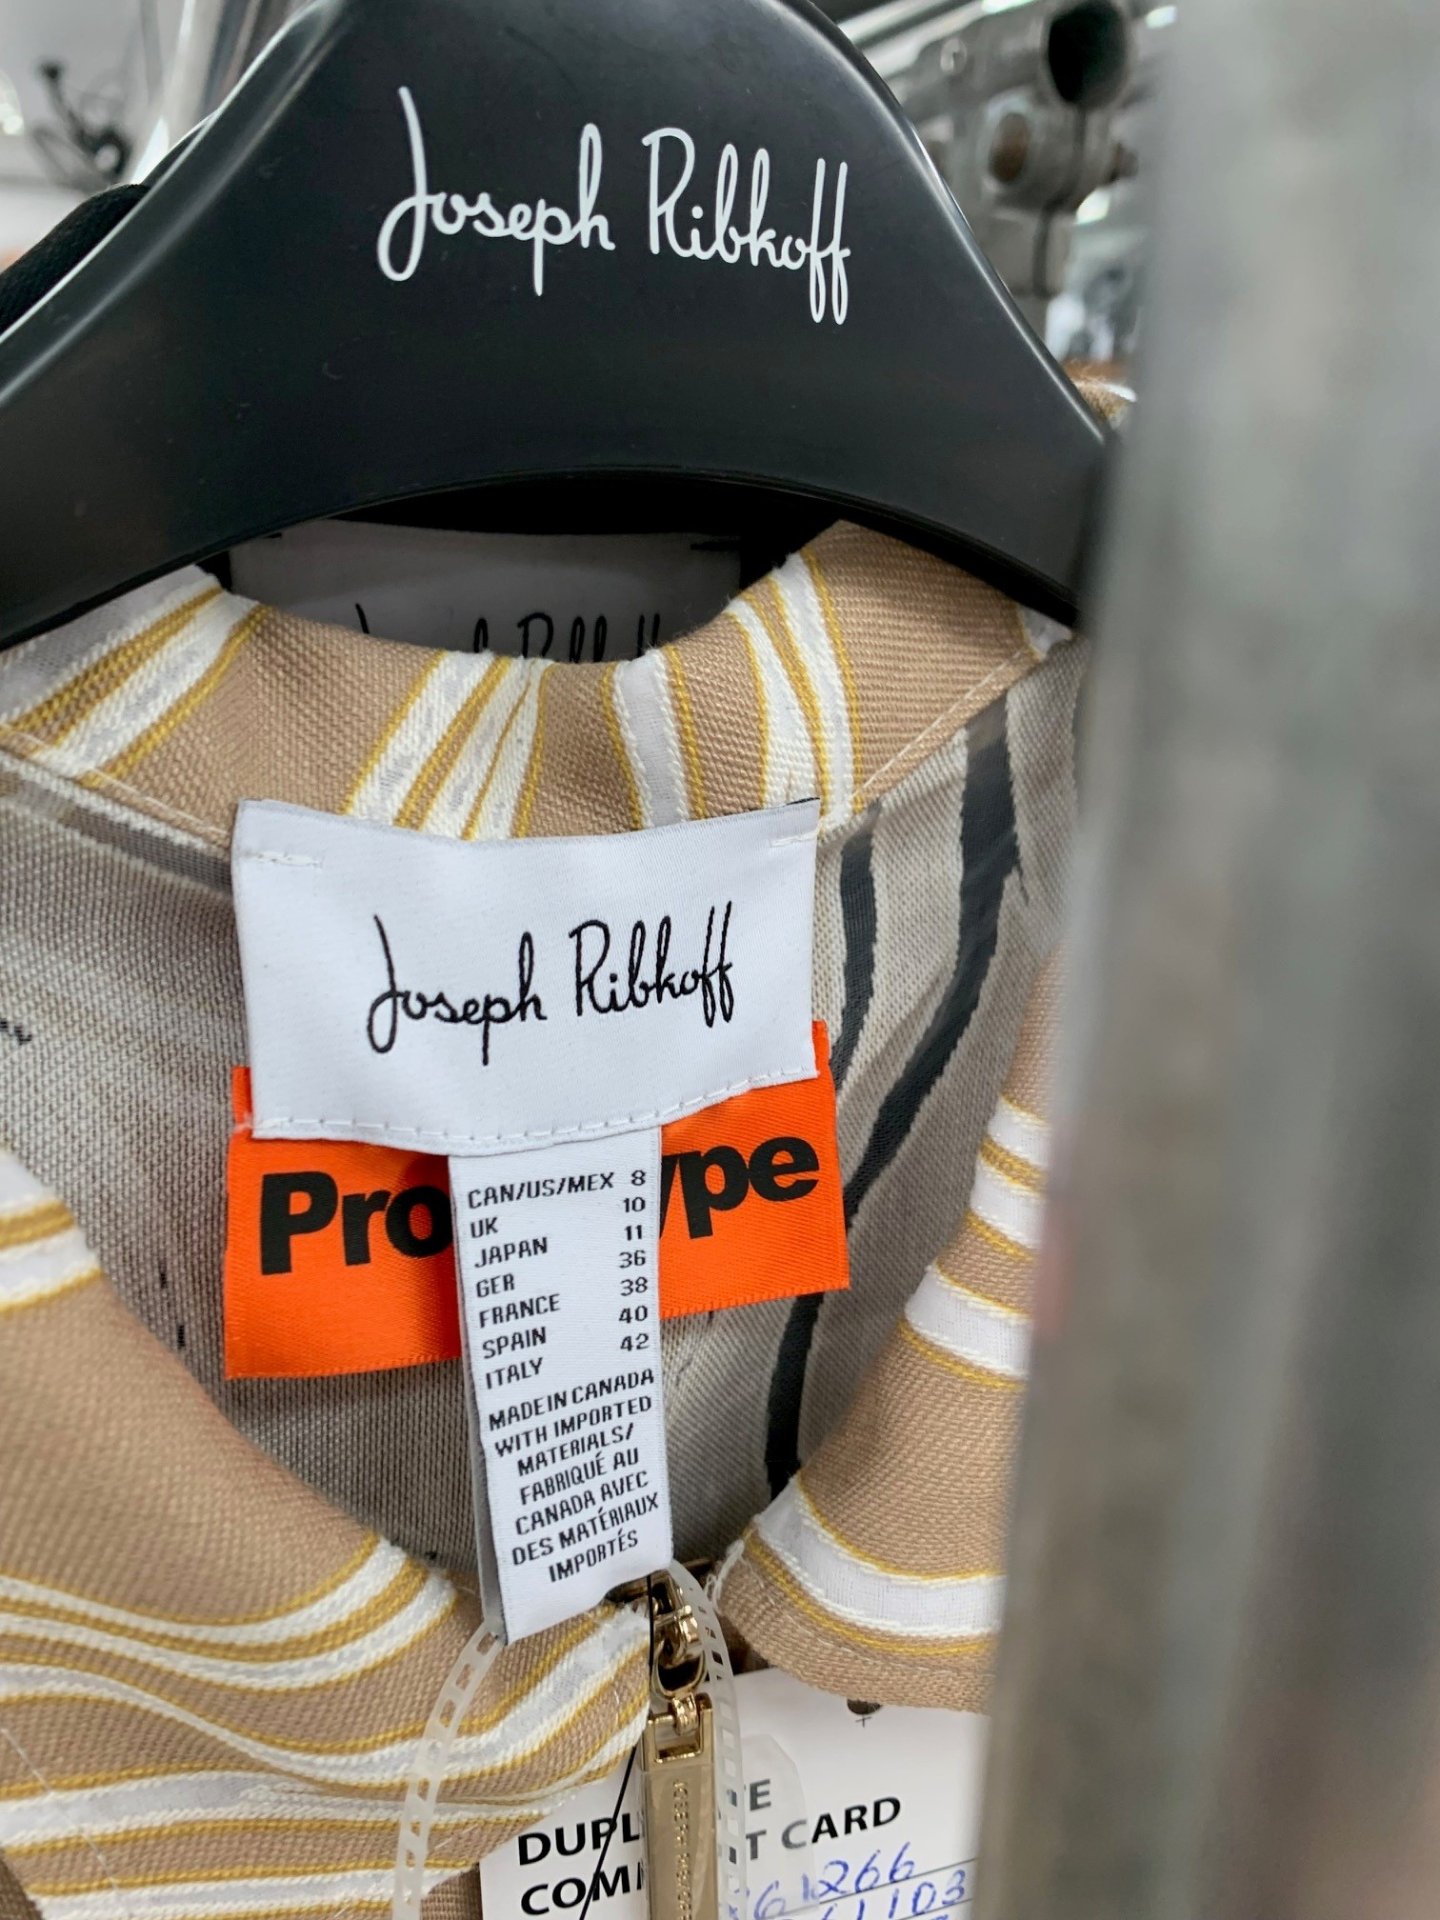 Joseph Ribkoff
Joseph Ribkoff
Pro ype
CAN/US/MEX 8
UK 10
JAPAN 11
GER 36
FRANCE 38
SPAIN 40
ITALY 42
MADE IN CANADA
WITH IMPORTED
MATERIALS/
FABRIQUÉ AU
CANADA AVEC
DES MATÉRIAUX
IMPORTÉS
CARD